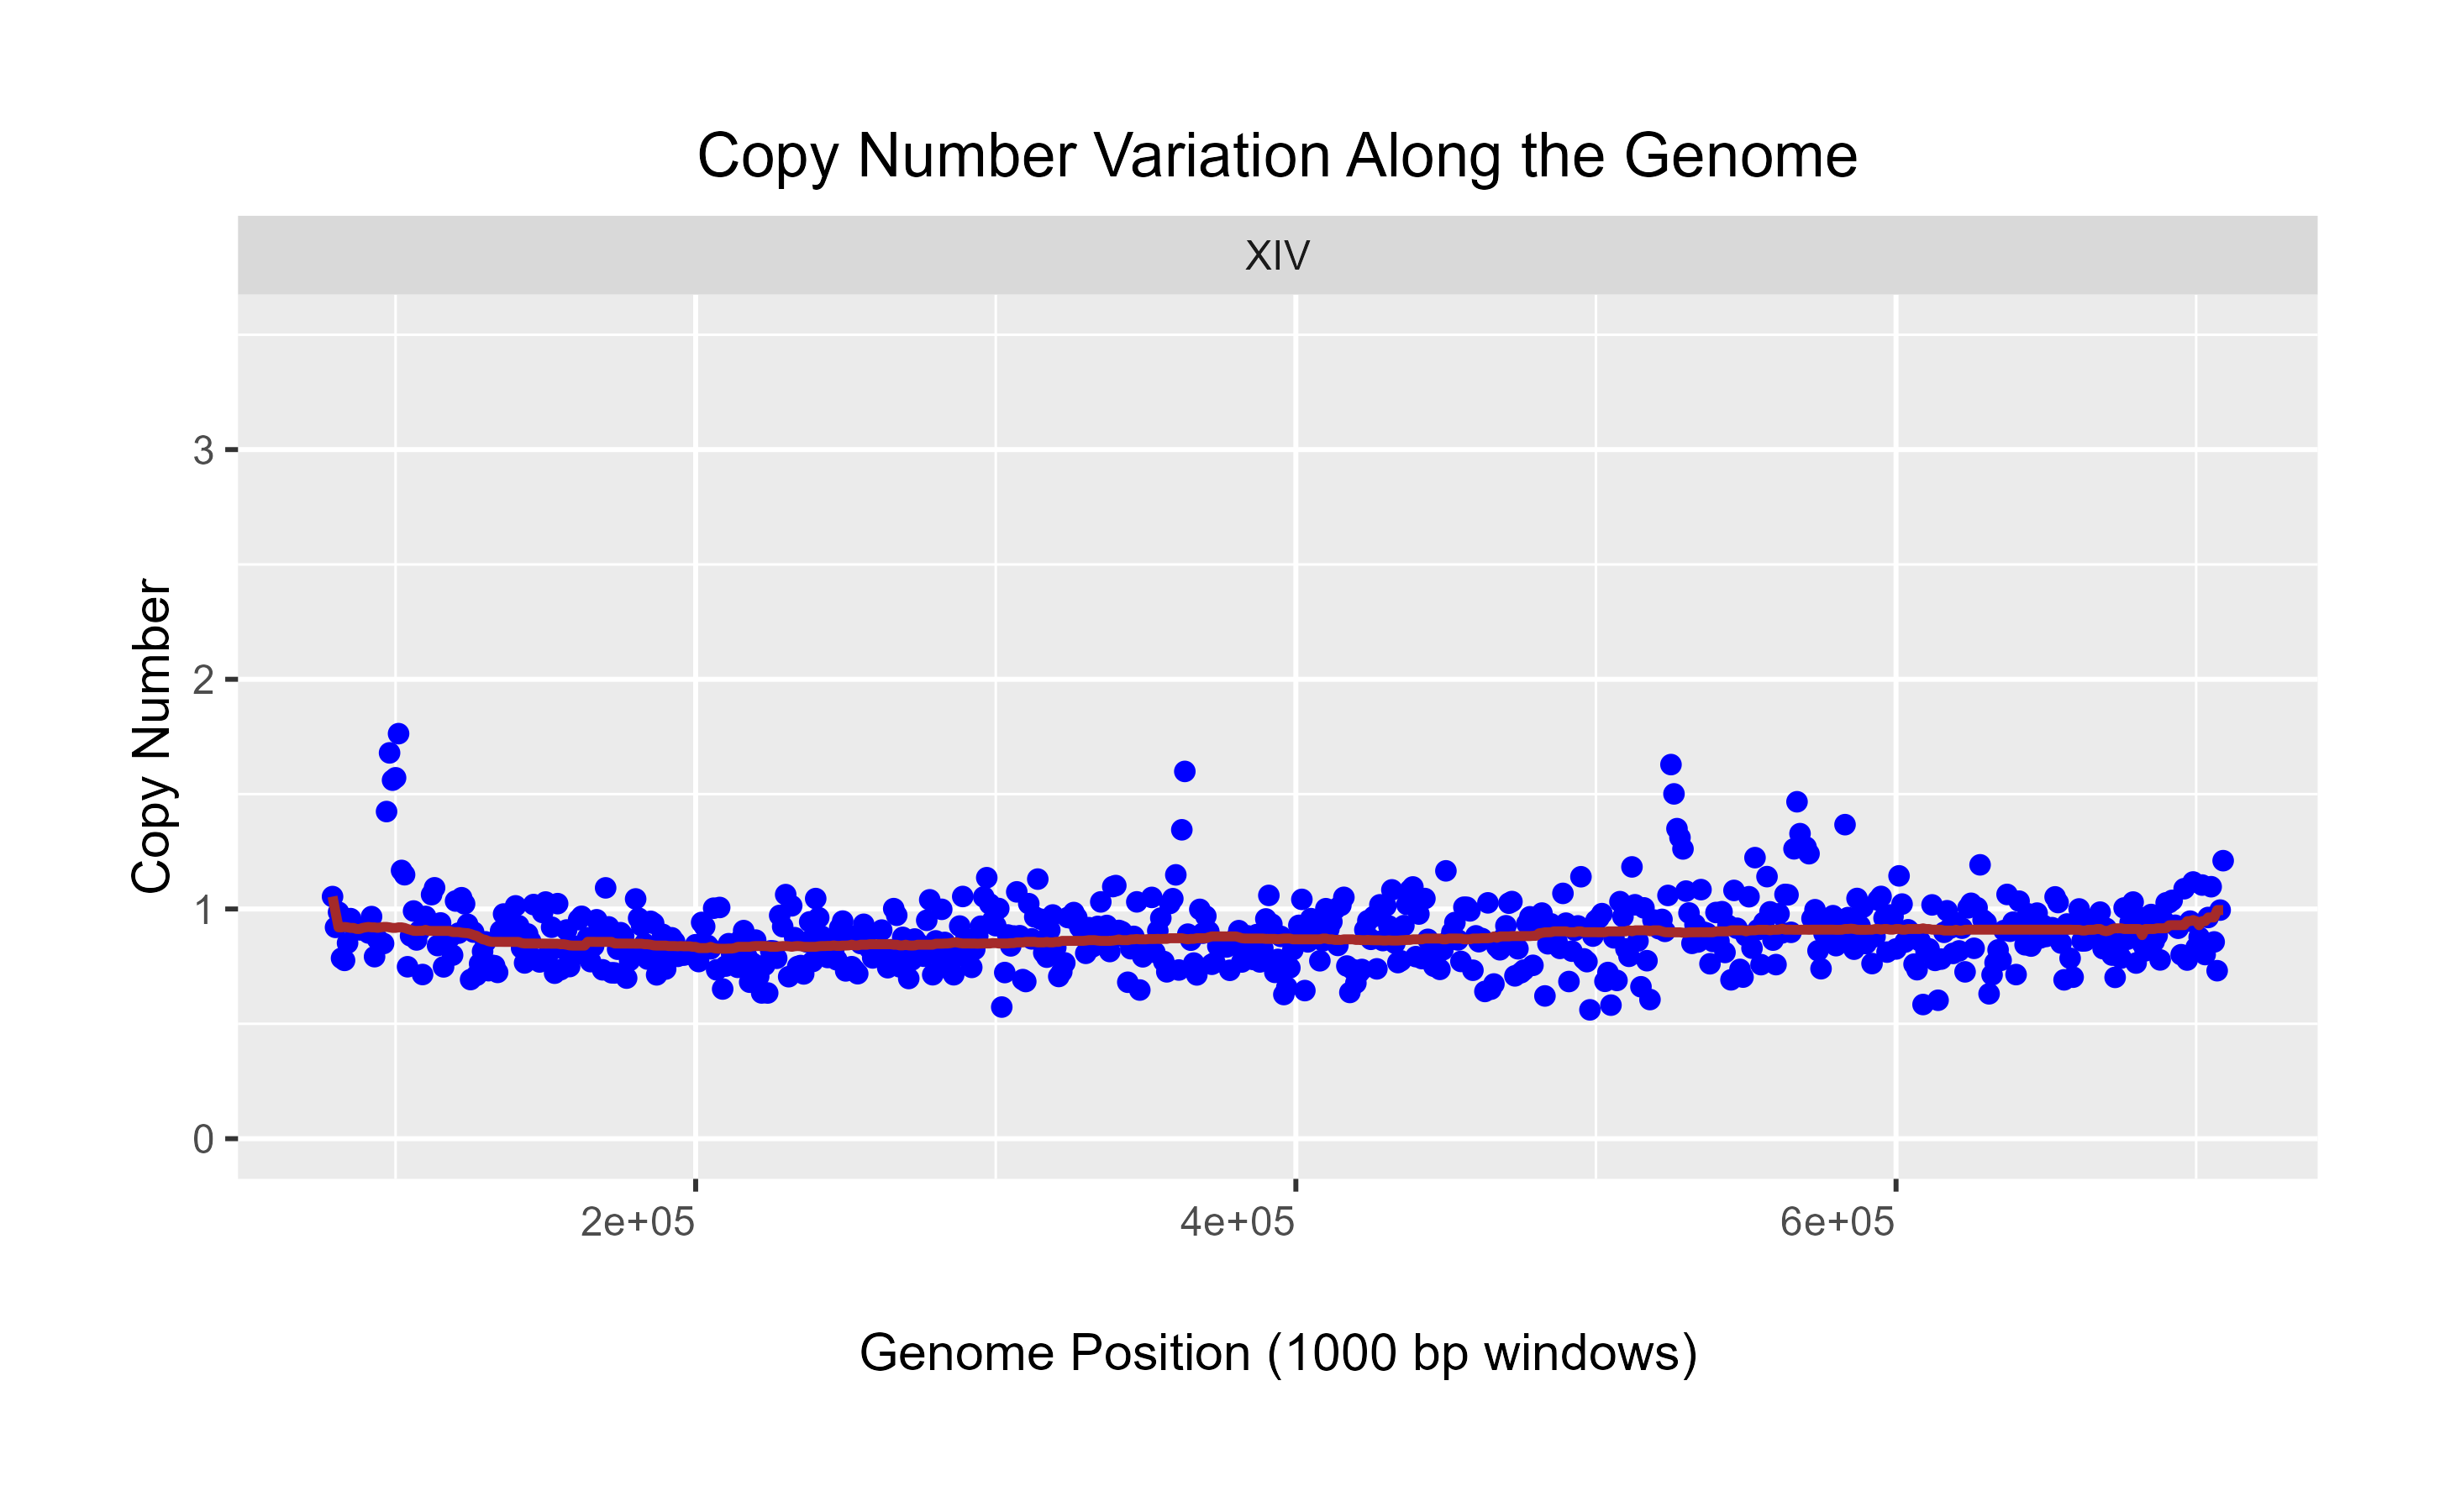 Copy Number Variation Along the Genome
XIV
Copy Number
3
2
1
0
2e+05
4e+05
6e+05
Genome Position (1000 bp windows)